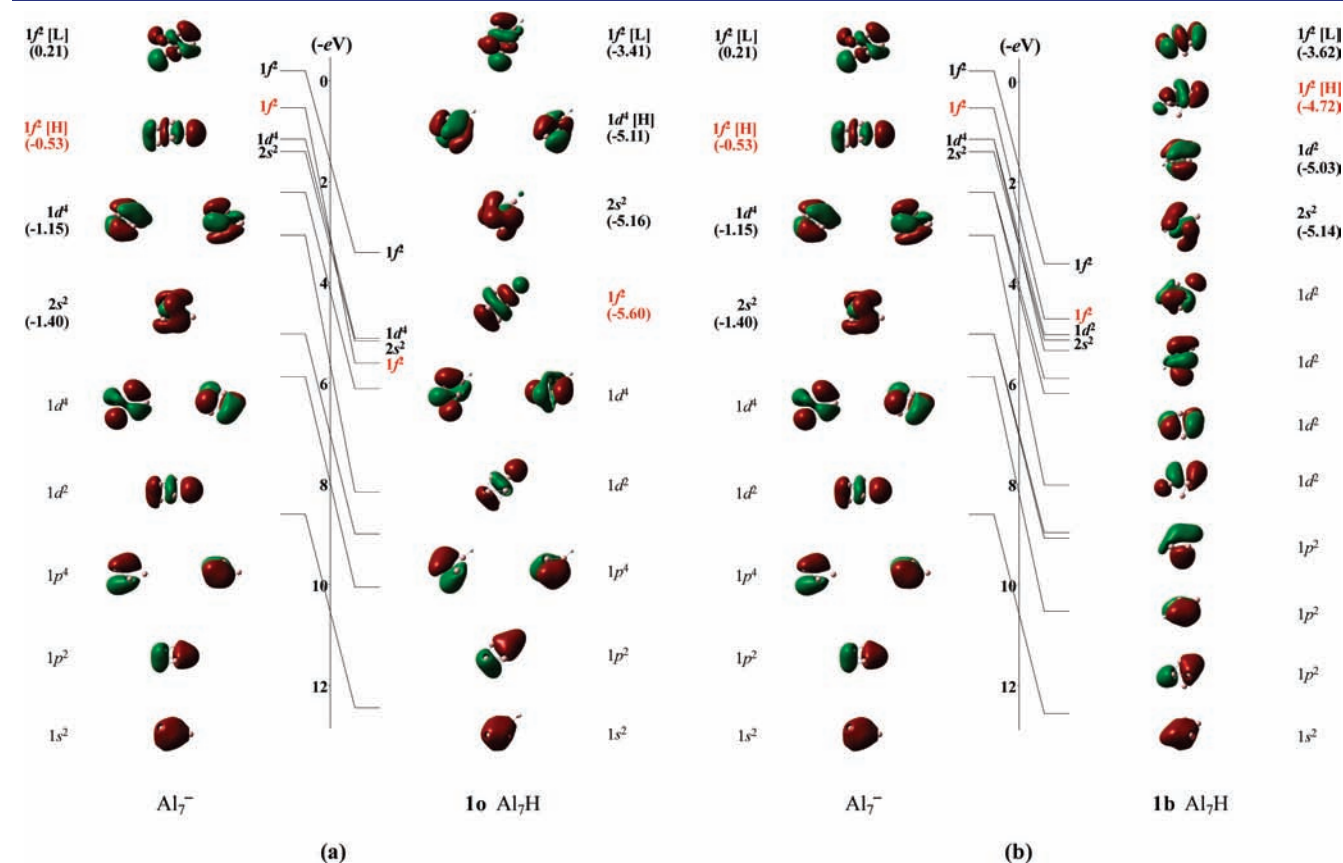 1f² [L]
(0.21)
1f² [H]
(-0.53)
1d⁴
(-1.15)
2s²
(-1.40)
1d⁴
1d²
1p⁴
1p²
1s²
Al₇⁻
(-eV)
0
2
4
6
8
10
12
1f²
1f²
1d⁴
2s²
1f²
1d⁴
2s²
1f²
1f² [L]
(-3.41)
1d⁴ [H]
(-5.11)
2s²
(-5.16)
1f²
(-5.60)
1d⁴
1d²
1p⁴
1p²
1s²
1o Al₇H
(a)
1f² [L]
(0.21)
1f² [H]
(-0.53)
1d⁴
(-1.15)
2s²
(-1.40)
1d⁴
1d²
1p⁴
1p²
1s²
Al₇⁻
(-eV)
0
2
4
6
8
10
12
1f²
1f²
1d⁴
2s²
1f²
1f²
1d²
2s²
1f² [L]
(-3.62)
1f² [H]
(-4.72)
1d²
(-5.03)
2s²
(-5.14)
1d²
1d²
1d²
1d²
1p²
1p²
1p²
1s²
1b Al₇H
(b)